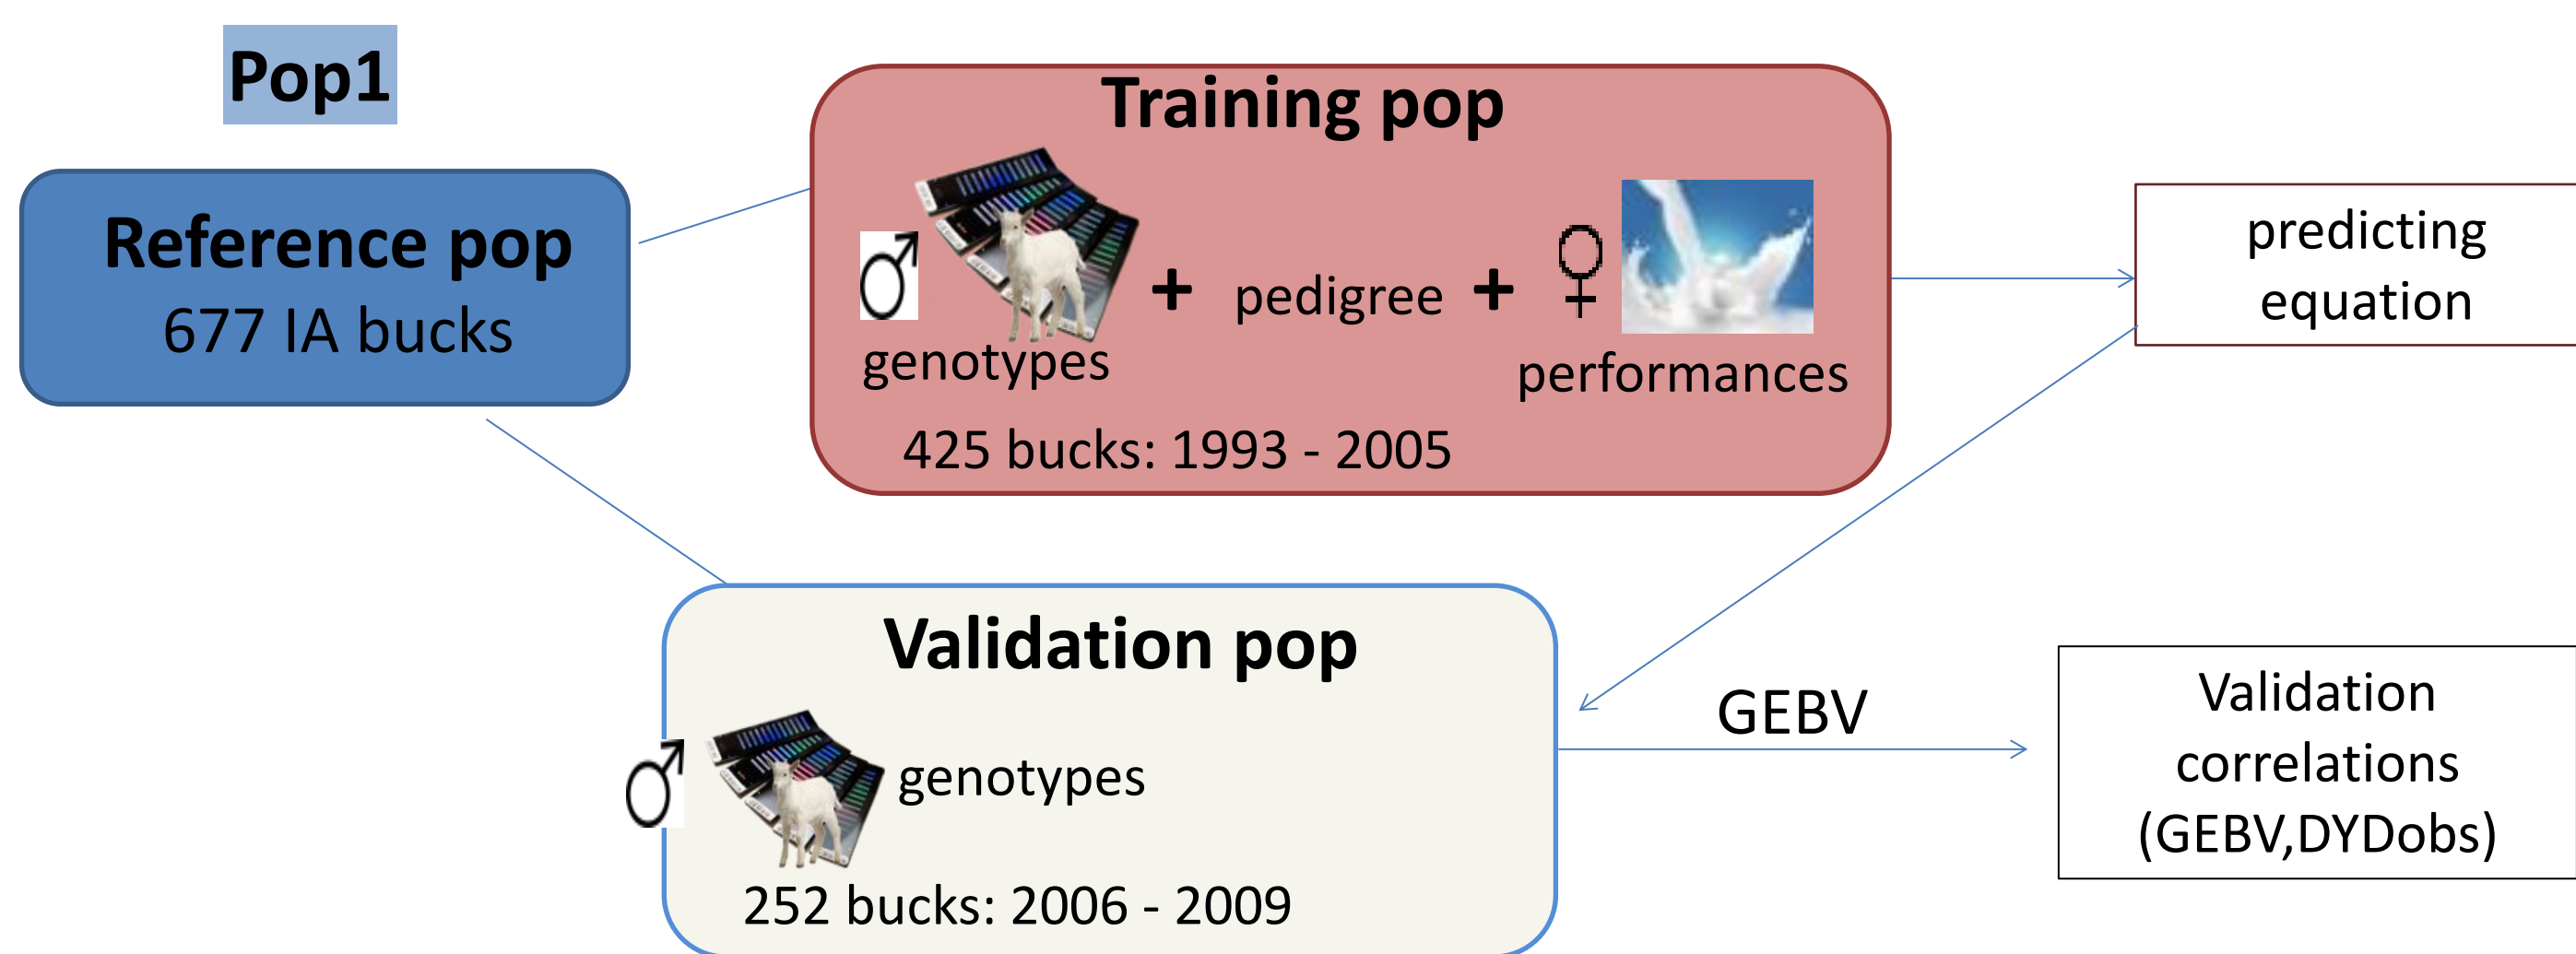 Pop1
Reference pop
677 IA bucks
Training pop
+ pedigree +
genotypes
performances
425 bucks: 1993 - 2005
predicting
equation
Validation pop
genotypes
252 bucks: 2006 - 2009
GEBV
Validation
correlations
(GEBV,DYDobs)